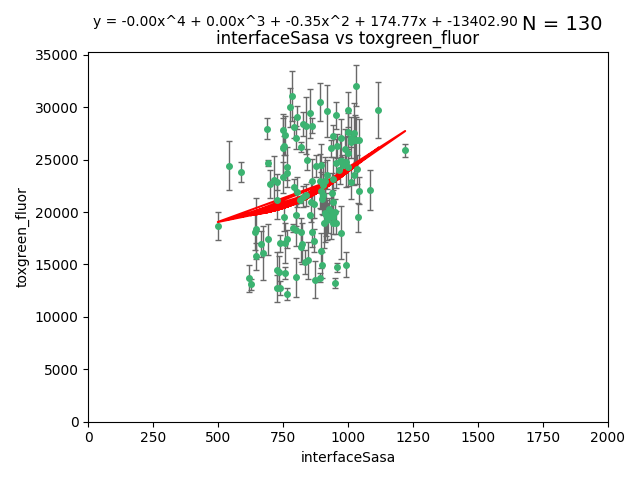 y = -0.00x^4 + 0.00x^3 + -0.35x^2 + 174.77x + -13402.90 N = 130
interfaceSasa vs toxgreen_fluor
35000
30000
25000
20000
15000
10000
5000
0
toxgreen_fluor
0 250 500 750 1000 1250 1500 1750 2000
interfaceSasa